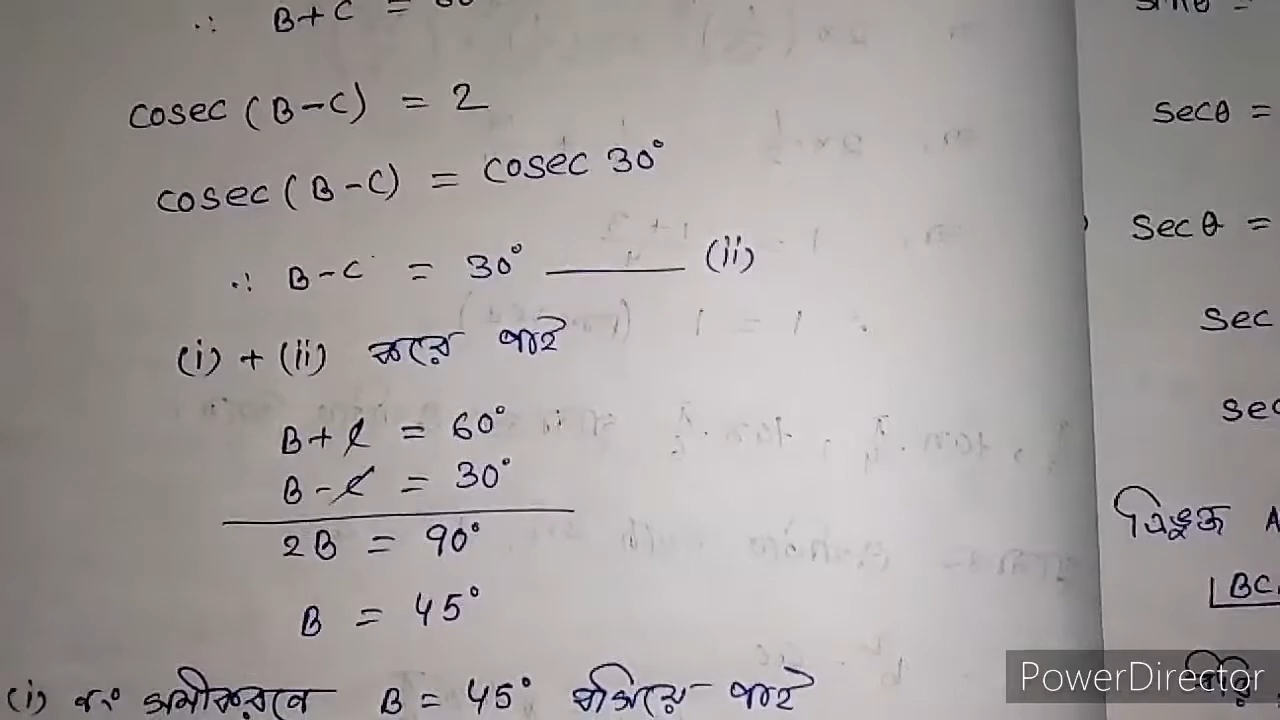 ∴ B+C =
cosec (B-C) = 2
cosec (B-C) = cosec 30°
∴ B-C = 30° ——— (ii)
(i) + (ii) করে পাই
B+C = 60°
B-C = 30°
2B = 90°
B = 45°
(i) নং সমীকরণে B = 45° বসিয়ে পাই
secθ =
secθ =
sec
sec
ত্রিভুজ A
BC
PowerDirector